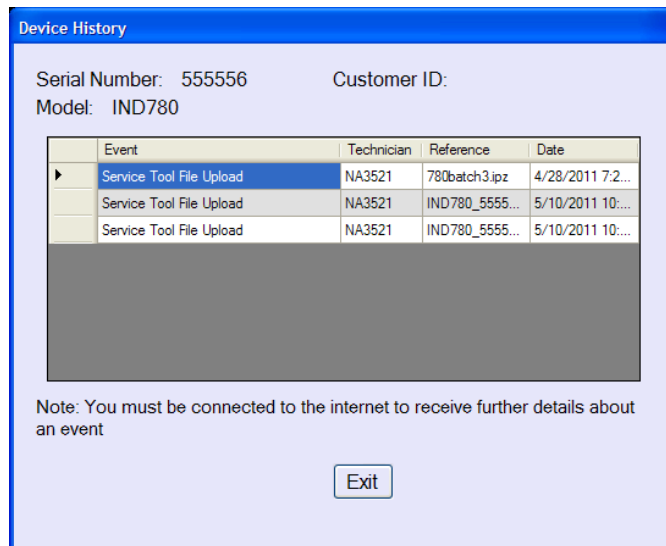 Device History
Serial Number: 555556 Customer ID:
Model: IND780
Event Technician Reference Date
Service Tool File Upload NA3521 780batch3.ipz 4/28/2011 7:2...
Service Tool File Upload NA3521 IND780_5555... 5/10/2011 10:...
Service Tool File Upload NA3521 IND780_5555... 5/10/2011 10:...
Note: You must be connected to the internet to receive further details about
an event
Exit